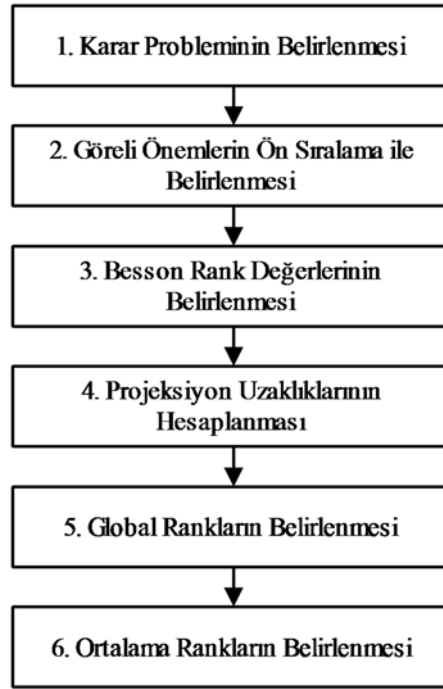 1. Karar Probleminin Belirlenmesi
2. Göreli Önemlerin Ön Sıralama ile
Belirlenmesi
3. Besson Rank Değerlerinin
Belirlenmesi
4. Projeksiyon Uzaklıklarının
Hesaplanması
5. Global Rankların Belirlenmesi
6. Ortalama Rankların Belirlenmesi